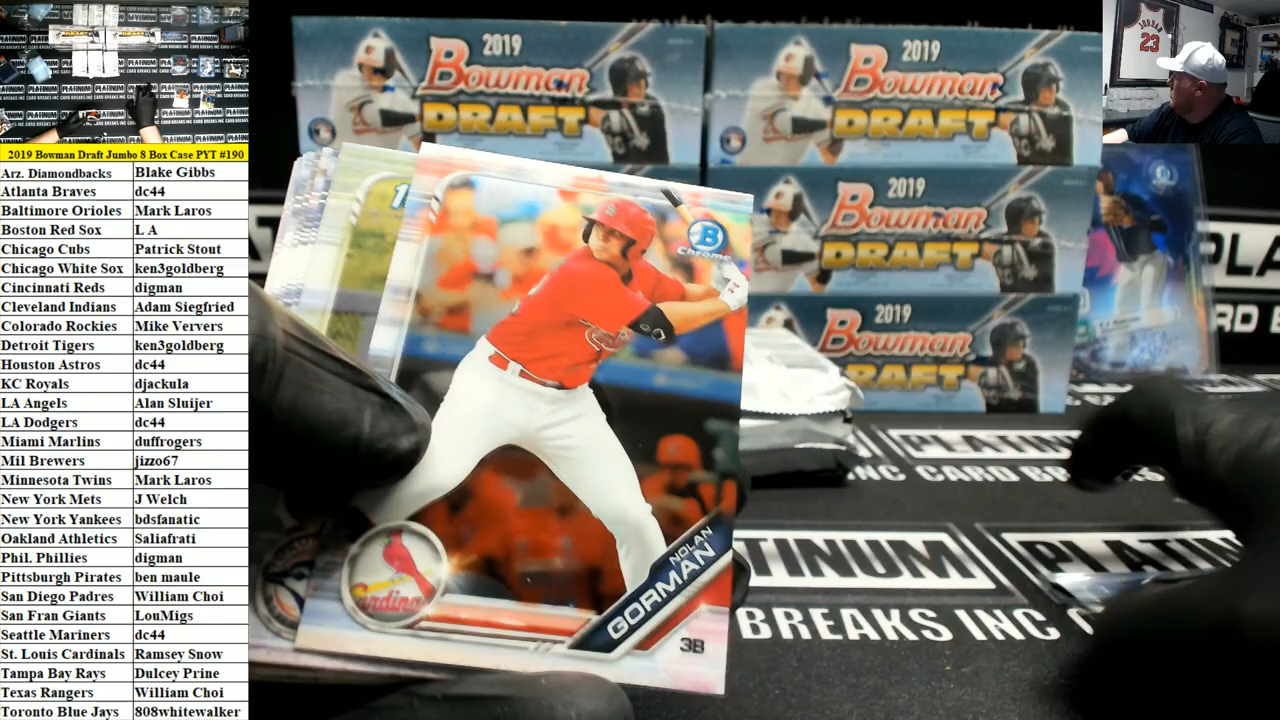 2019 Bowman Draft Jumbo 8 Box Case PYT #190
Arz. Diamondbacks Blake Gibbs
Atlanta Braves dc44
Baltimore Orioles Mark Laros
Boston Red Sox L A
Chicago Cubs Patrick Stout
Chicago White Sox ken3goldberg
Cincinnati Reds digman
Cleveland Indians Adam Siegfried
Colorado Rockies Mike Ververs
Detroit Tigers ken3goldberg
Houston Astros dc44
KC Royals djackula
LA Angels Alan Sluijer
LA Dodgers dc44
Miami Marlins duffrogers
Mil Brewers jizzo67
Minnesota Twins Mark Laros
New York Mets J Welch
New York Yankees bdsfanatic
Oakland Athletics Saliafrati
Phil. Phillies digman
Pittsburgh Pirates ben maule
San Diego Padres William Choi
San Fran Giants LouMigs
Seattle Mariners dc44
St. Louis Cardinals Ramsey Snow
Tampa Bay Rays Dulcey Prine
Texas Rangers William Choi
Toronto Blue Jays 808whitewalker
2019
Bowman
DRAFT
2019
Bowman
DRAFT
2019
Bowman
DRAFT
2019
Bowman
DRAFT
B
Chrome
Cardinals
NOLAN
GORMAN
3B
JORDAN
23
PLATINUM
INC CARD BREAKS
TINUM
BREAKS INC